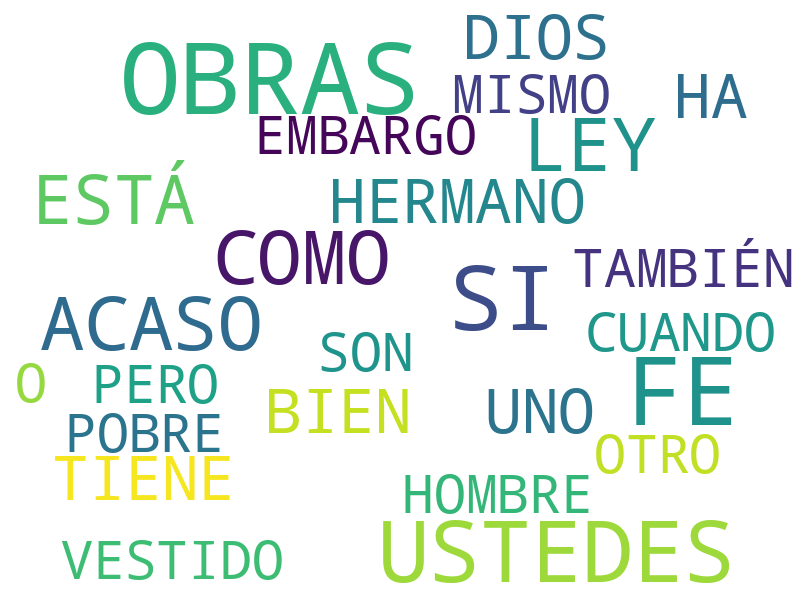 DIOS
OBRAS
MISMO
HA
EMBARGO
LEY
ESTÁ
HERMANO
COMO
TAMBIÉN
SI
ACASO
CUANDO
SON
O
PERO
FE
BIEN
UNO
POBRE
OTRO
TIENE
HOMBRE
USTEDES
VESTIDO